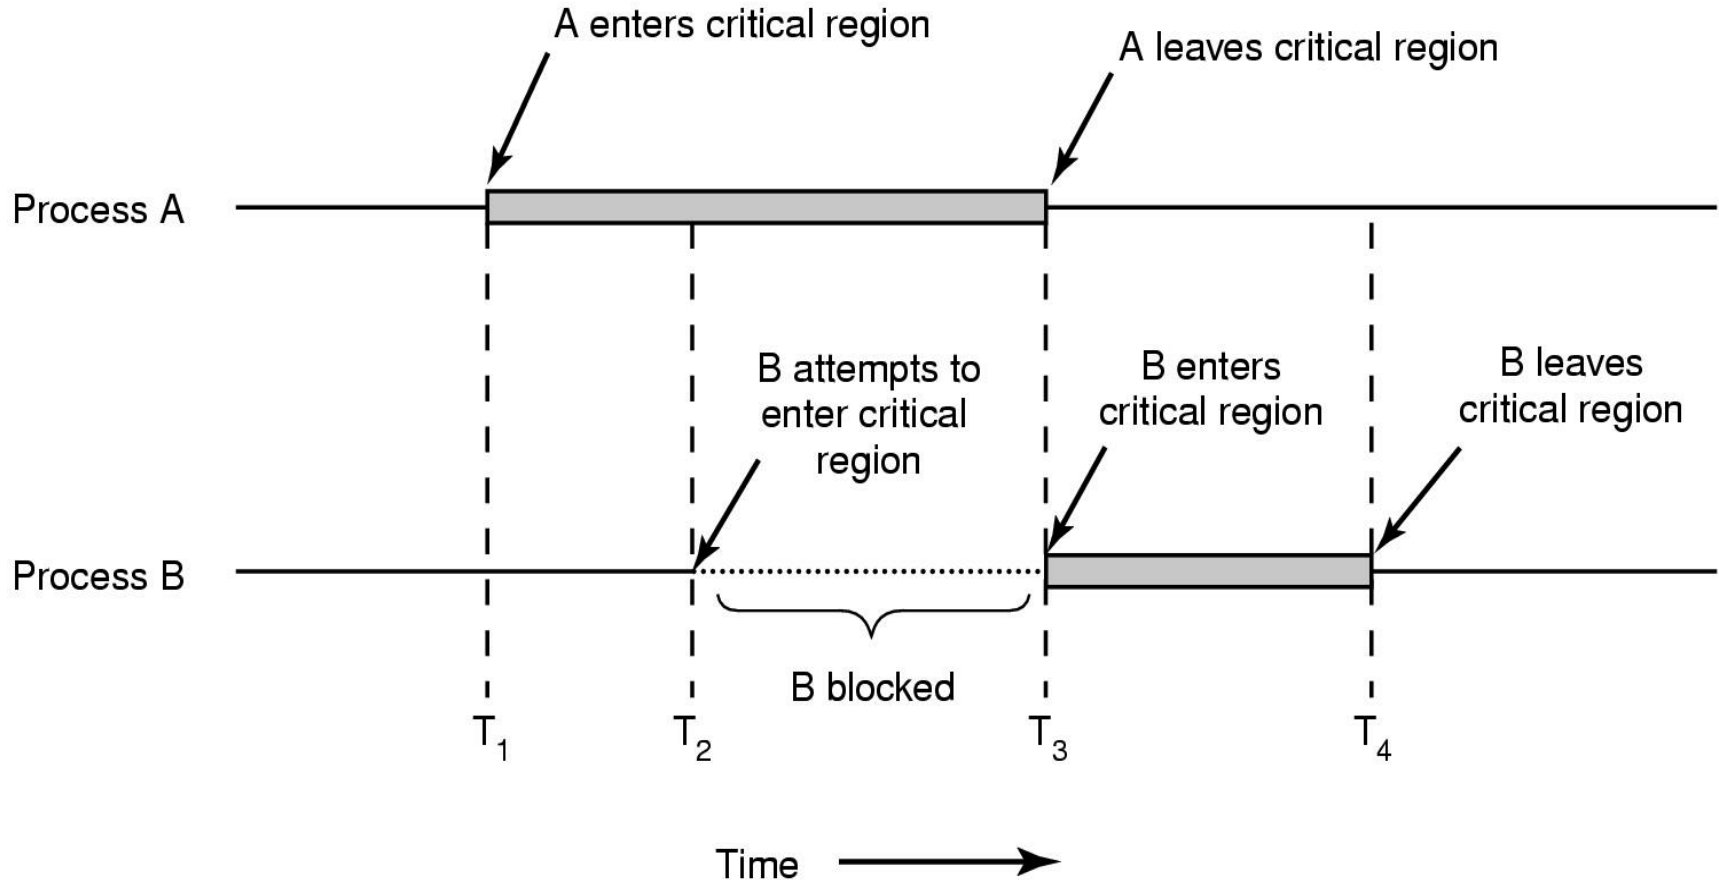 A enters critical region
A leaves critical region
Process A
B attempts to
enter critical
region
B enters
critical region
B leaves
critical region
Process B
B blocked
T1
T2
T3
T4
Time